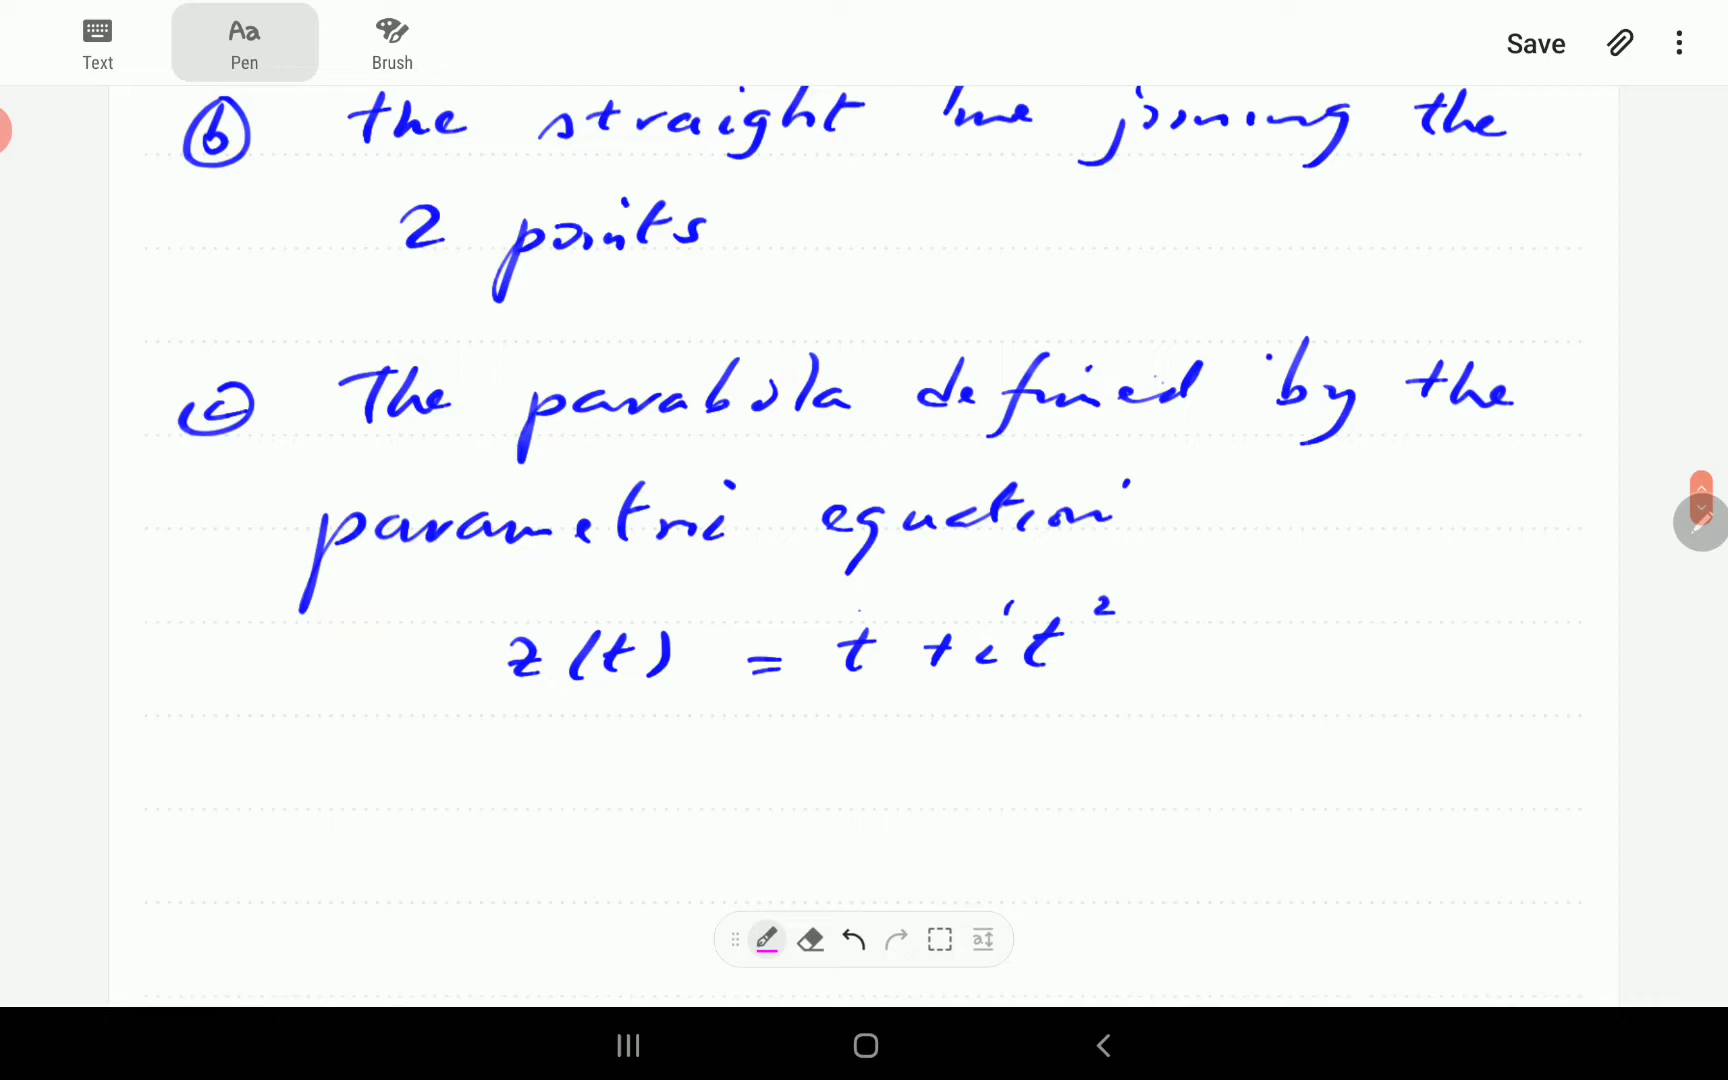 Text
Aa
Pen
Brush
Save
ⓑ the straight line joining the
2 points
ⓒ The parabola defined by the
parametric equation
z(t) = t + it²